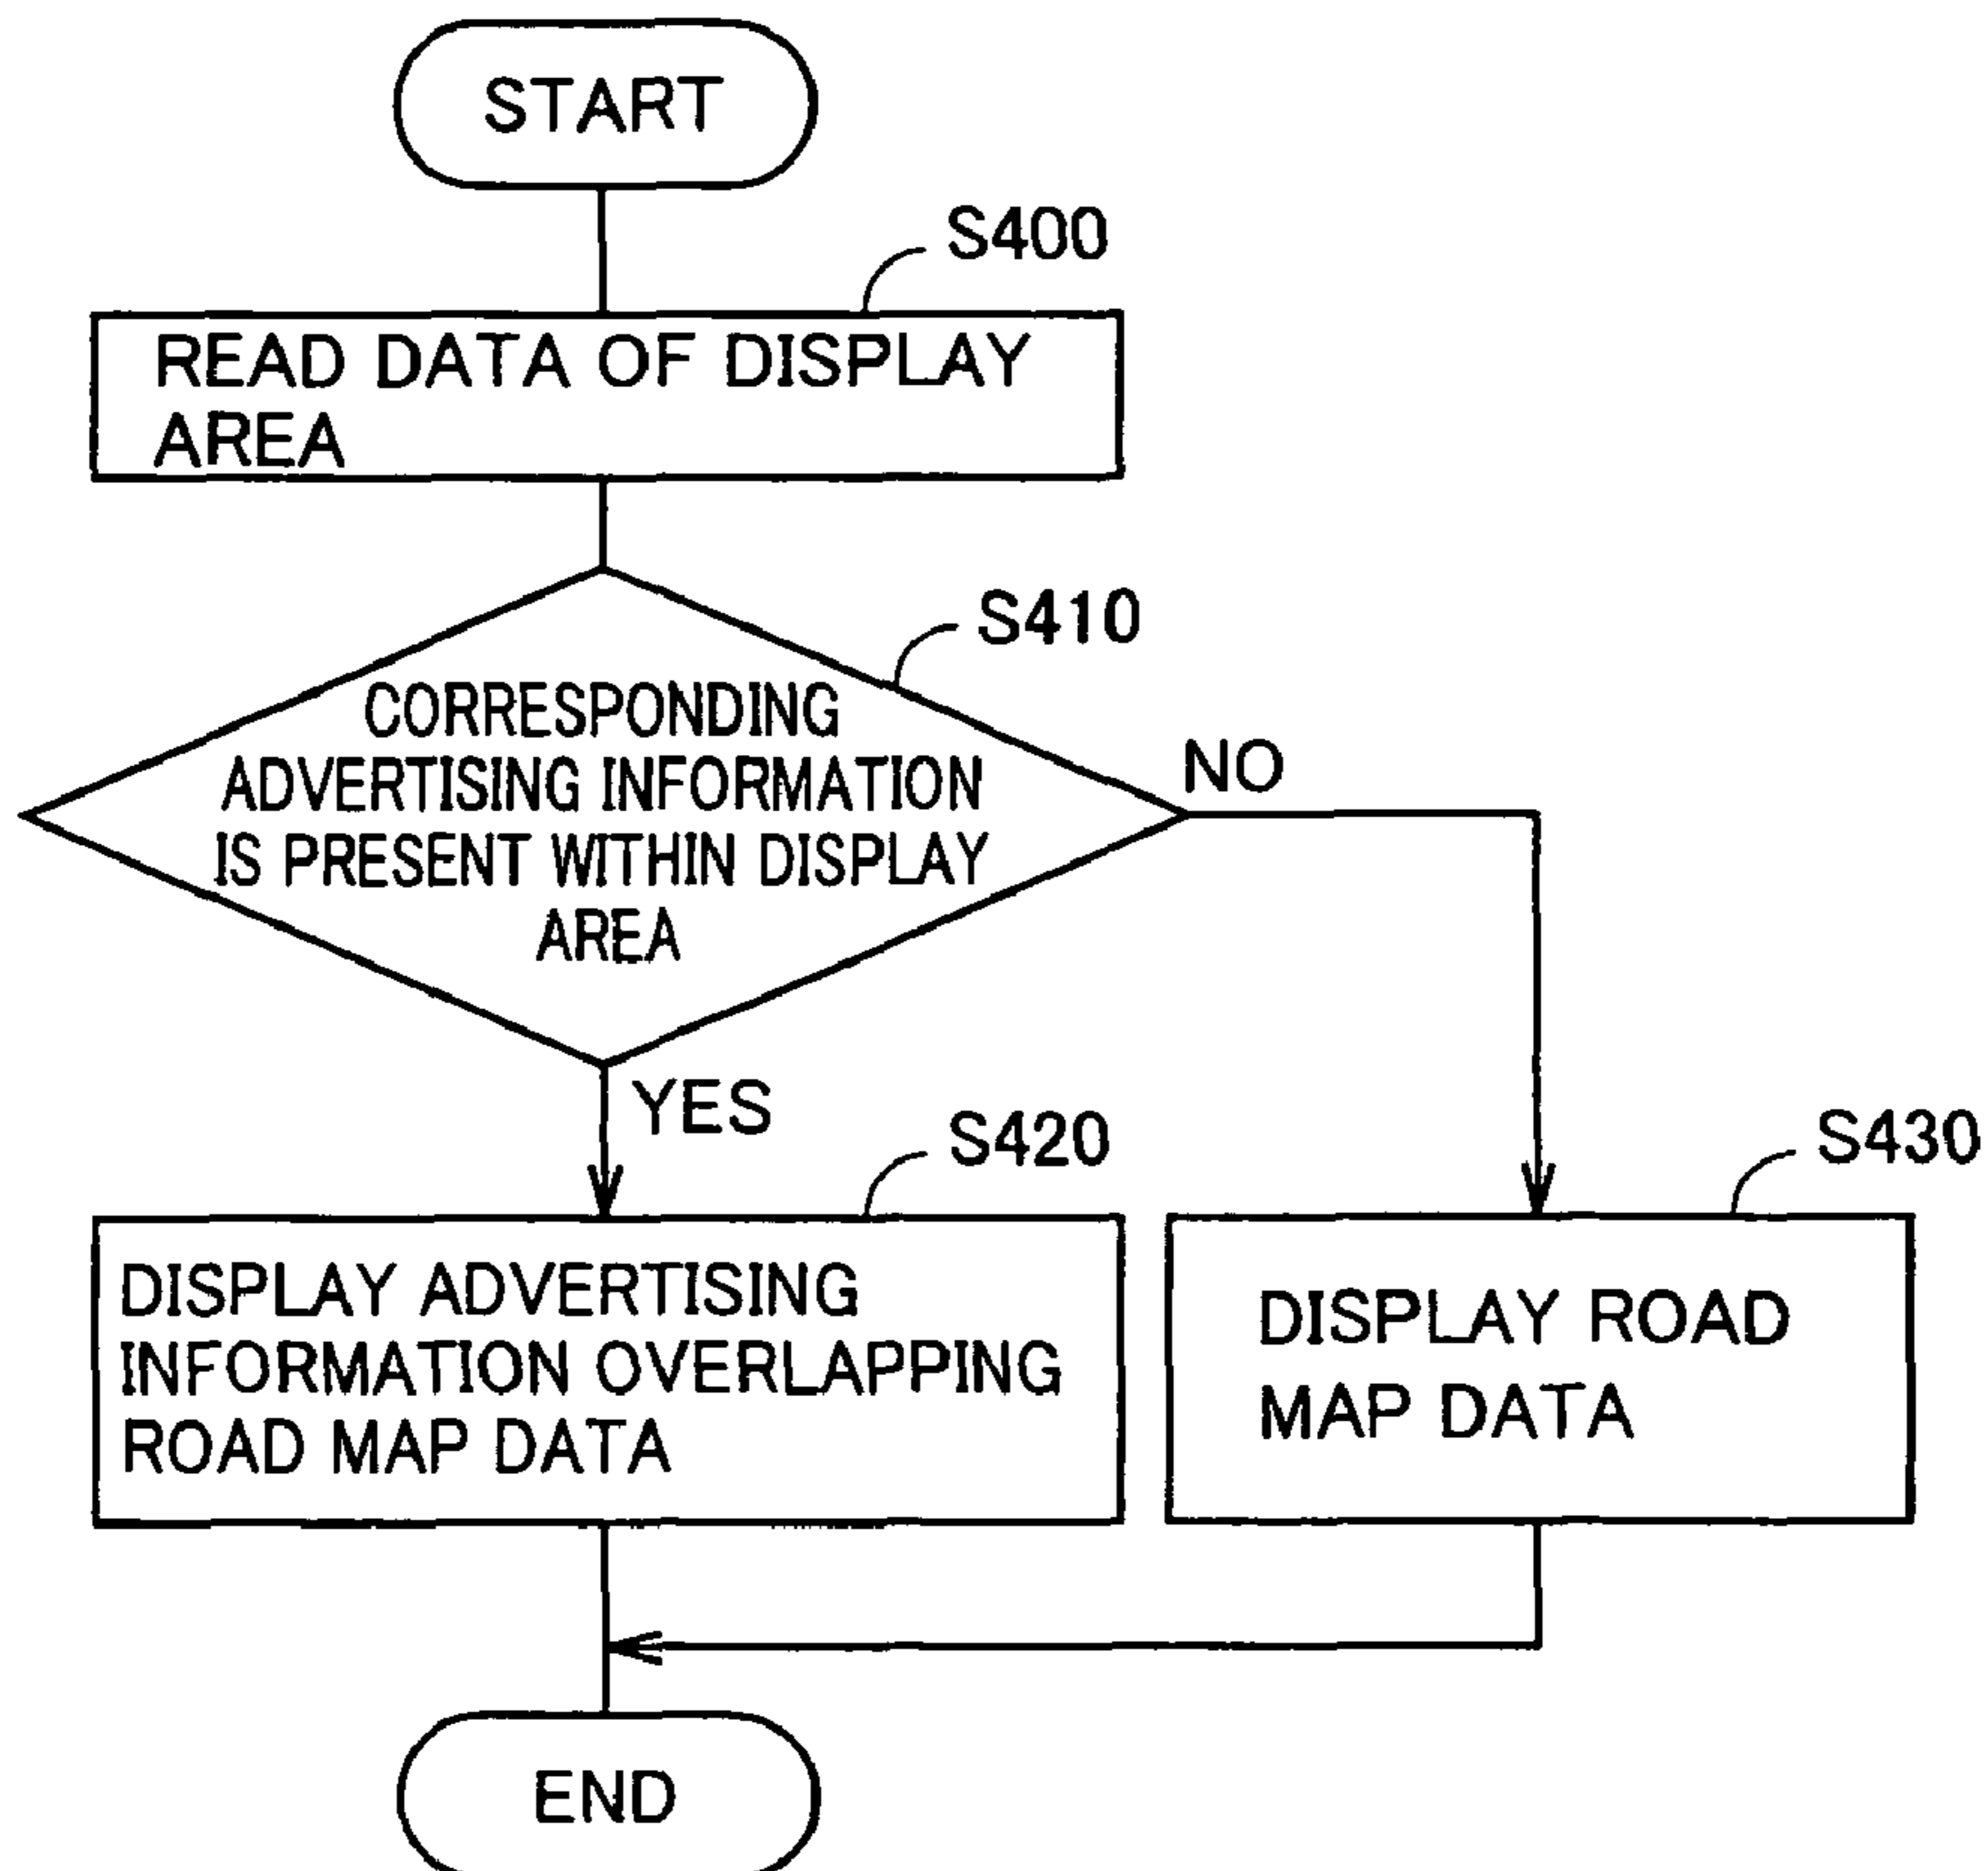 START
S400
READ DATA OF DISPLAY
AREA
S410
CORRESPONDING
ADVERTISING INFORMATION
IS PRESENT WITHIN DISPLAY
AREA
NO
YES
S420
S430
DISPLAY ADVERTISING
INFORMATION OVERLAPPING
ROAD MAP DATA
DISPLAY ROAD
MAP DATA
END